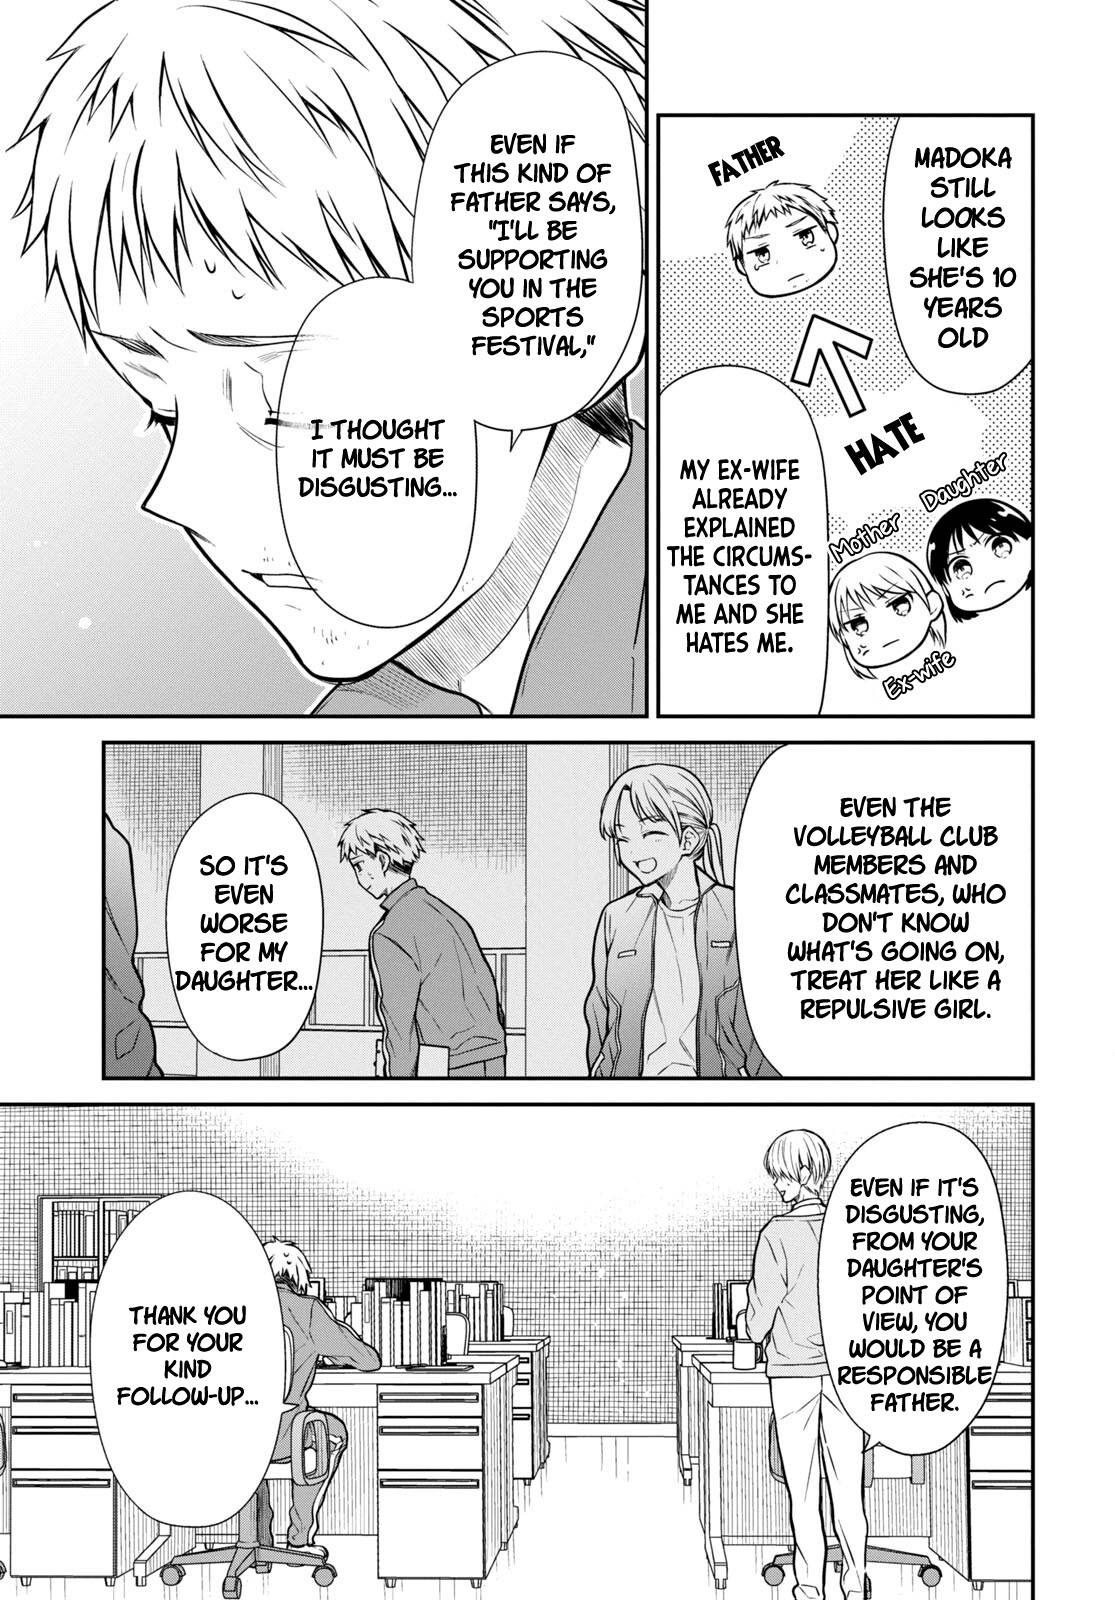 MADOKA
STILL
LOOKS
LIKE
SHE'S 10
YEARS
OLD
FATHER
HATE
Daughter
Mother
Ex-wife
MY EX-WIFE
ALREADY
EXPLAINED
THE CIRCUMS-
TANCES TO
ME AND SHE
HATES ME.
EVEN IF
THIS KIND OF
FATHER SAYS,
"I'LL BE
SUPPORTING
YOU IN THE
SPORTS
FESTIVAL,"
I THOUGHT
IT MUST BE
DISGUSTING...
EVEN THE
VOLLEYBALL CLUB
MEMBERS AND
CLASSMATES, WHO
DON'T KNOW
WHAT'S GOING ON,
TREAT HER LIKE A
REPULSIVE GIRL.
SO IT'S
EVEN
WORSE
FOR MY
DAUGHTER...
EVEN IF IT'S
DISGUSTING,
FROM YOUR
DAUGHTER'S
POINT OF
VIEW, YOU
WOULD BE A
RESPONSIBLE
FATHER.
THANK YOU
FOR YOUR
KIND
FOLLOW-UP...